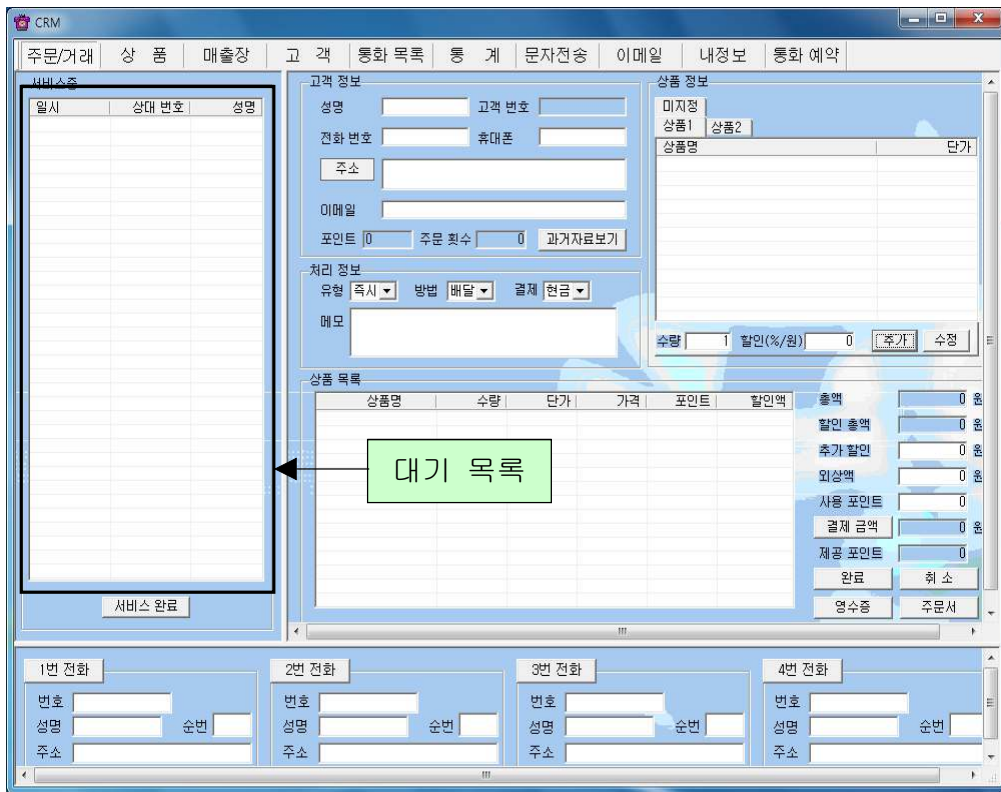 CRM
주문/거래 상 품 매출장 고 객 통화 목록 통 계 문자전송 이메일 내정보 통화 예약
서비스중
일시 상대 번호 성명
서비스 완료
고객 정보
성명 고객 번호
전화 번호 휴대폰
주소
이메일
포인트 0 주문 횟수 0 과거자료보기
처리 정보
유형 즉시 방법 배달 결제 현금
메모
상품 정보
미지정
상품1 상품2
상품명 단가
수량 1 할인(%/원) 0 추가 수정
상품 목록
상품명 수량 단가 가격 포인트 할인액
대기 목록
총액 0 원
할인 총액 0 원
추가 할인 0 원
외상액 0 원
사용 포인트 0
결제 금액 0 원
제공 포인트 0
완료 취 소
영수증 주문서
1번 전화 2번 전화 3번 전화 4번 전화
번호 번호 번호 번호
성명 순번 성명 순번 성명 순번 성명 순번
주소 주소 주소 주소